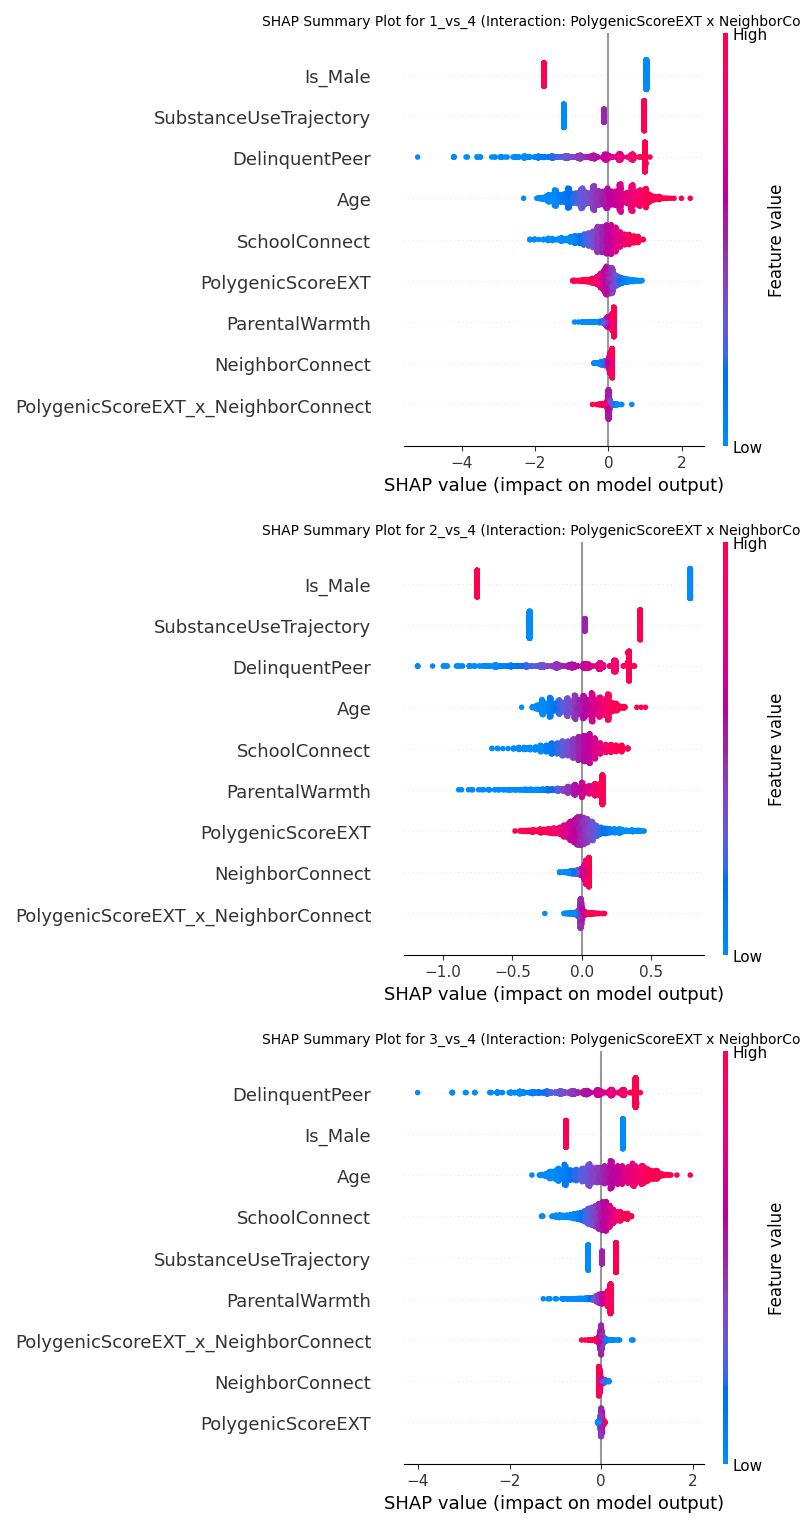 SHAP Summary Plot for 1_vs_4 (Interaction: PolygenicScoreEXT x NeighborCo
High
Is_Male
SubstanceUseTrajectory
DelinquentPeer
Age
SchoolConnect
PolygenicScoreEXT
ParentalWarmth
NeighborConnect
PolygenicScoreEXT_x_NeighborConnect
Feature value
Low
−4 −2 0 2
SHAP value (impact on model output)
SHAP Summary Plot for 2_vs_4 (Interaction: PolygenicScoreEXT x NeighborCo
High
Is_Male
SubstanceUseTrajectory
DelinquentPeer
Age
SchoolConnect
ParentalWarmth
PolygenicScoreEXT
NeighborConnect
PolygenicScoreEXT_x_NeighborConnect
Feature value
Low
−1.0 −0.5 0.0 0.5
SHAP value (impact on model output)
SHAP Summary Plot for 3_vs_4 (Interaction: PolygenicScoreEXT x NeighborCo
High
DelinquentPeer
Is_Male
Age
SchoolConnect
SubstanceUseTrajectory
ParentalWarmth
PolygenicScoreEXT_x_NeighborConnect
NeighborConnect
PolygenicScoreEXT
Feature value
Low
−4 −2 0 2
SHAP value (impact on model output)